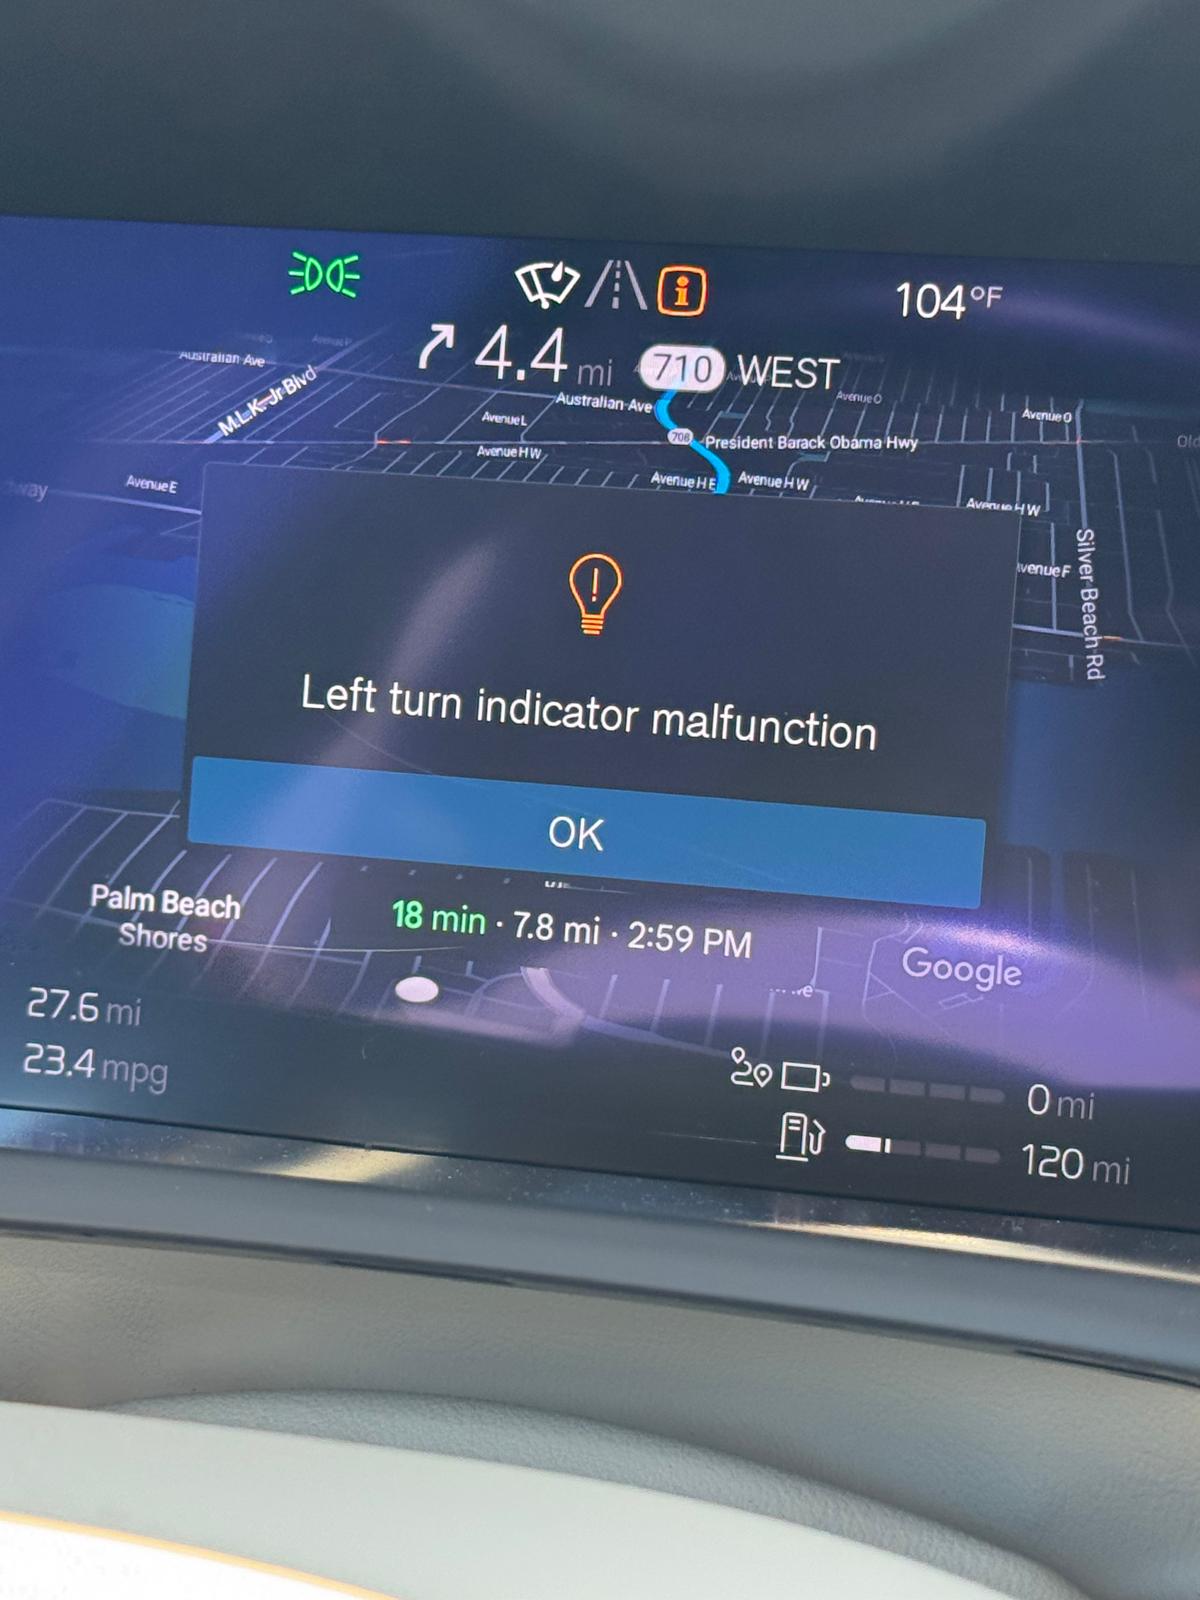 104°F
4.4 mi 710 WEST
Australian Ave
M.L.K. Jr Blvd
Australian Ave
Avenue O
Avenue O
Avenue L
706 President Barack Obama Hwy
Avenue H W
Avenue E
Avenue H E
Avenue H W
Avenue H W
Silver Beach Rd
Left turn indicator malfunction
OK
Palm Beach
Shores
18 min · 7.8 mi · 2:59 PM
Google
27.6 mi
23.4 mpg
0 mi
120 mi